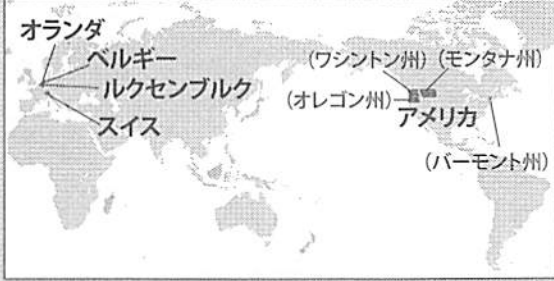 オランダ
ベルギー
ルクセンブルク
スイス
(ワシントン州)
(モンタナ州)
(オレゴン州)
アメリカ
(バーモント州)